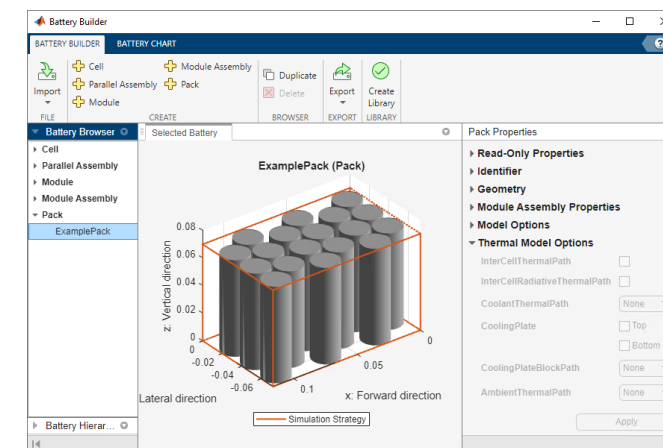 Battery Builder
BATTERY BUILDER
BATTERY CHART
?
Import
Cell
Parallel Assembly
Module
Module Assembly
Pack
Duplicate
Delete
Export
Create
Library
FILE
CREATE
BROWSER
EXPORT
LIBRARY
Battery Browser
Cell
Parallel Assembly
Module
Module Assembly
Pack
ExamplePack
Battery Hierar...
Selected Battery
ExamplePack (Pack)
z: Vertical direction
0.08
0.06
0.04
0.02
0
0
-0.02
-0.04
-0.06
0.1
0.05
0
Lateral direction
x: Forward direction
Simulation Strategy
Pack Properties
Read-Only Properties
Identifier
Geometry
Module Assembly Properties
Model Options
Thermal Model Options
InterCellThermalPath
InterCellRadiativeThermalPath
CoolantThermalPath
None
CoolingPlate
Top
Bottom
CoolingPlateBlockPath
None
AmbientThermalPath
None
Apply